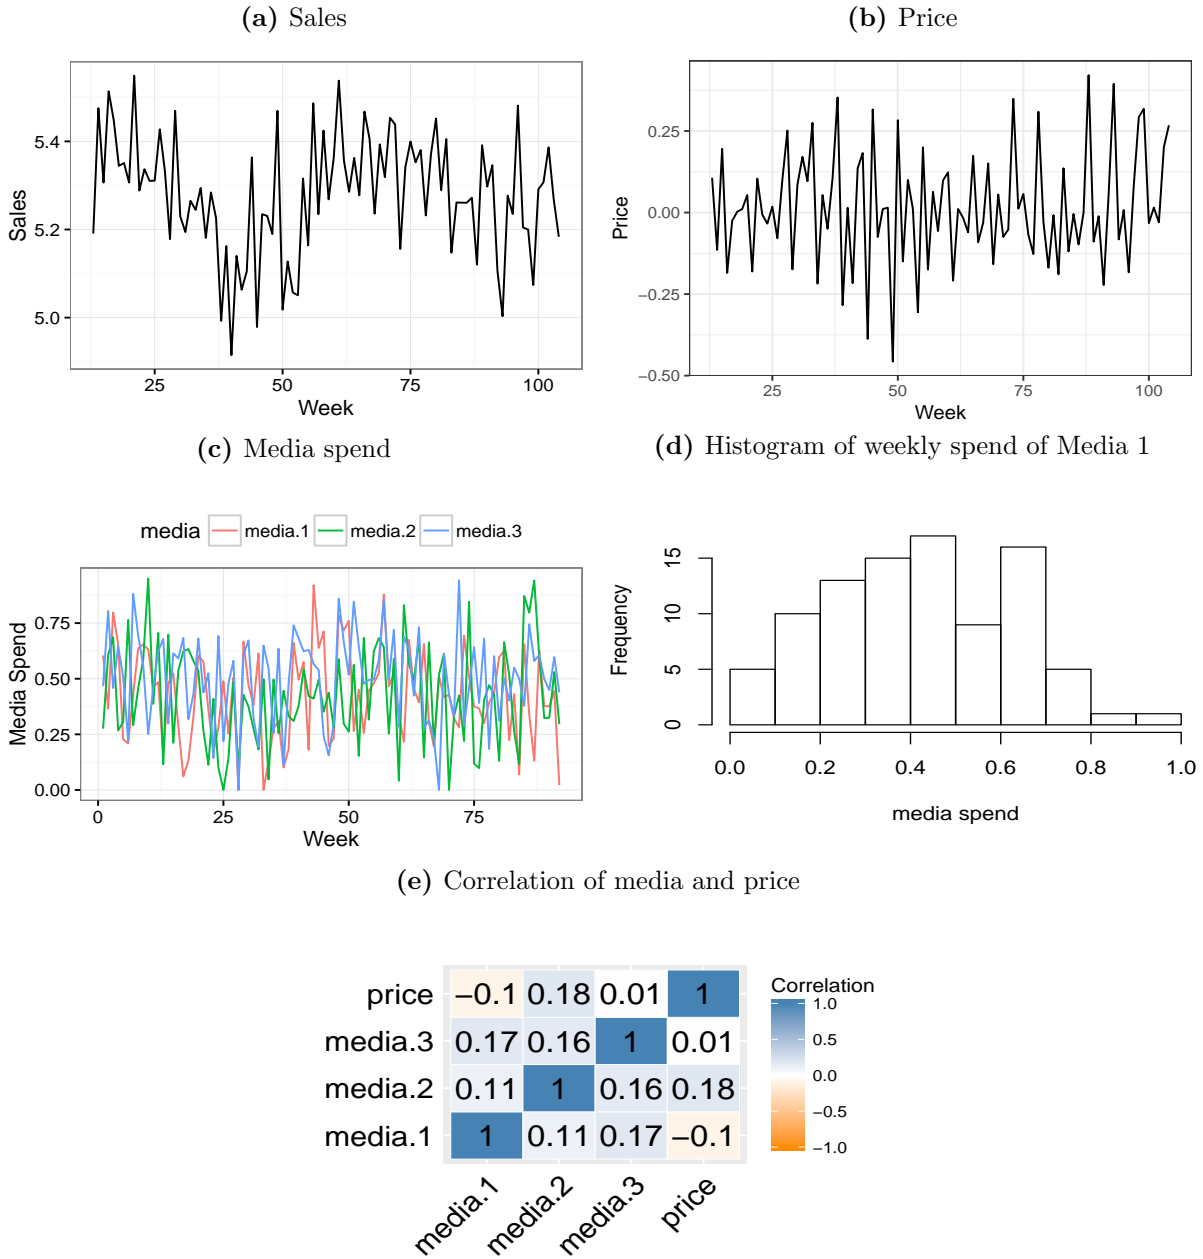 (a) Sales
(b) Price
5.4
5.2
5.0
Sales
25
50
75
100
Week
0.25
0.00
−0.25
−0.50
Price
25
50
75
100
Week
(c) Media spend
(d) Histogram of weekly spend of Media 1
media media.1 media.2 media.3
0.75
0.50
0.25
0.00
Media Spend
0
25
50
75
Week
15
10
5
0
Frequency
0.0 0.2 0.4 0.6 0.8 1.0
media spend
(e) Correlation of media and price
price −0.1 0.18 0.01 1
media.3 0.17 0.16 1 0.01
media.2 0.11 1 0.16 0.18
media.1 1 0.11 0.17 −0.1
media.1 media.2 media.3 price
Correlation
1.0
0.5
0.0
−0.5
−1.0